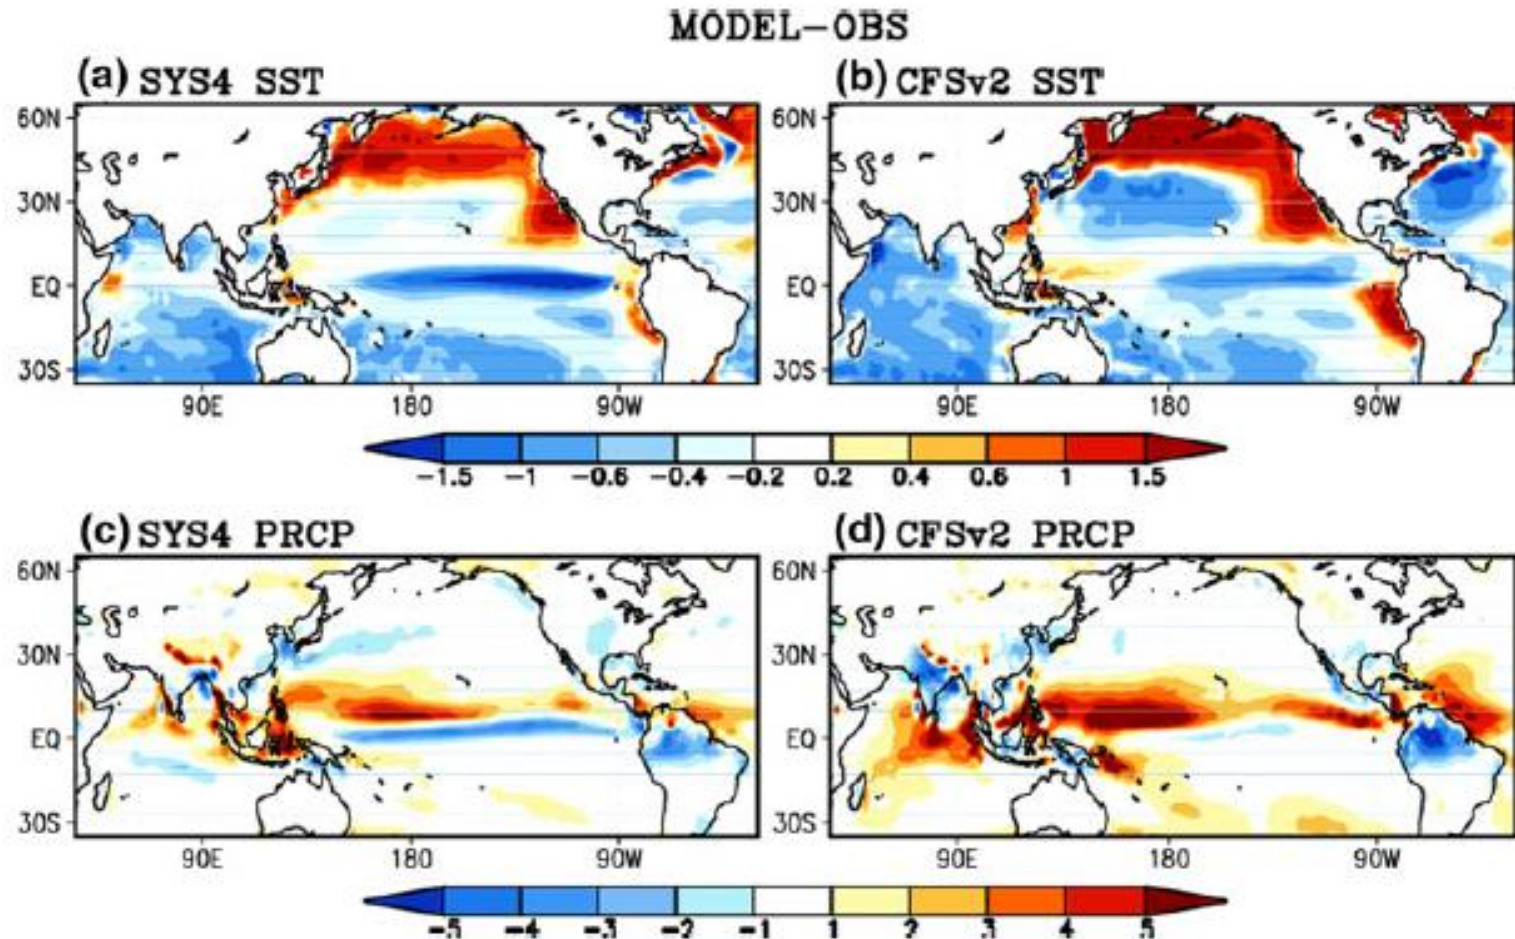 MODEL-OBS
(a) SYS4 SST
(b) CFSv2 SST
60N
30N
EQ
30S
90E 180 90W
60N
30N
EQ
30S
90E 180 90W
-1.5 -1 -0.6 -0.4 -0.2 0.2 0.4 0.6 1 1.5
(c) SYS4 PRCP
(d) CFSv2 PRCP
60N
30N
EQ
30S
90E 180 90W
60N
30N
EQ
30S
90E 180 90W
-5 -4 -3 -2 -1 1 2 3 4 5